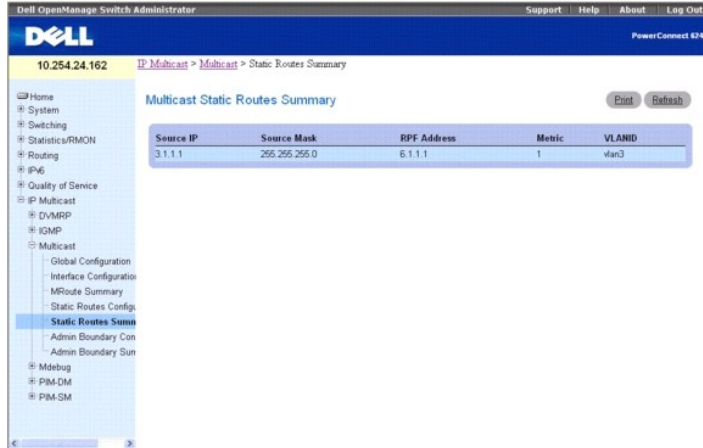 Dell OpenManage Switch Administrator
Support Help About Log Out
DELL
PowerConnect 624
10.254.24.162
IP Multicast > Multicast > Static Routes Summary
Home
System
Switching
Statistics/RMON
Routing
IPv6
Quality of Service
IP Multicast
DVMRP
IGMP
Multicast
Global Configuration
Interface Configuratio
MRoute Summary
Static Routes Configu
Static Routes Summ
Admin Boundary Con
Admin Boundary Sum
Mdebug
PIM-DM
PIM-SM
Multicast Static Routes Summary
Print Refresh
Source IP Source Mask RPF Address Metric VLANID
3.1.1.1 255.255.255.0 6.1.1.1 1 vlan3